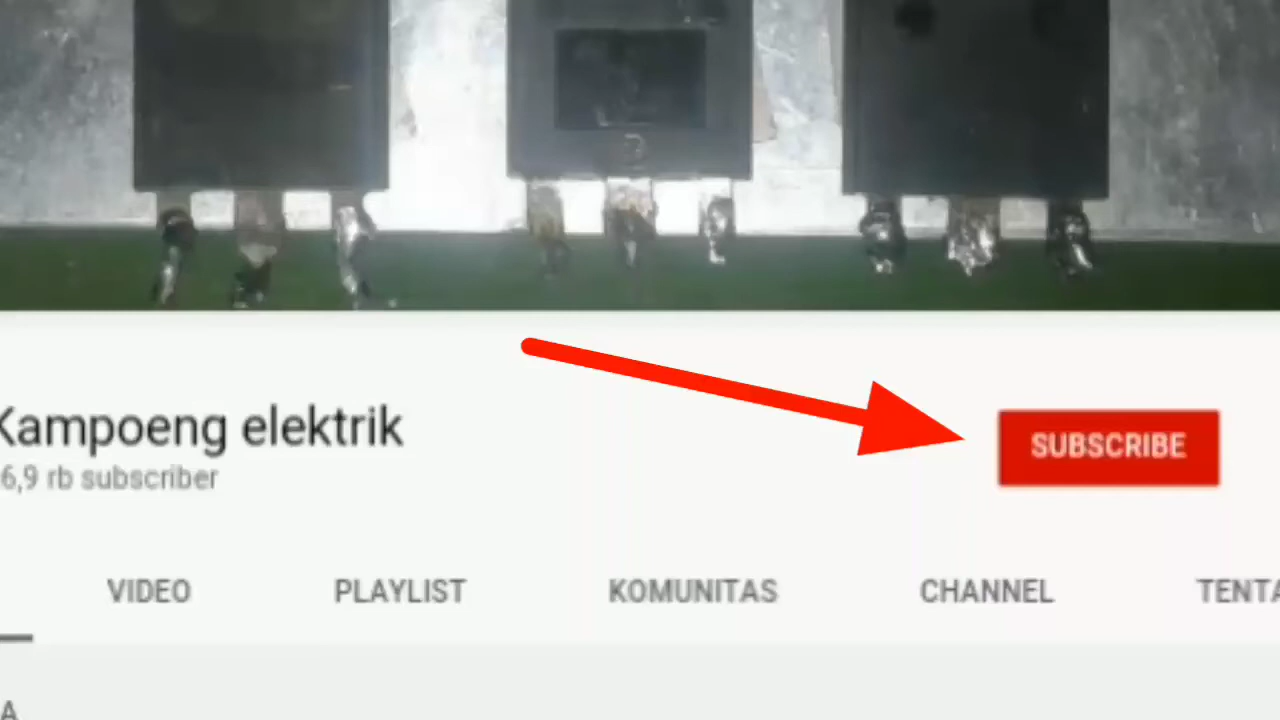 Kampoeng elektrik
6,9 rb subscriber
SUBSCRIBE
VIDEO
PLAYLIST
KOMUNITAS
CHANNEL
TENTA
A